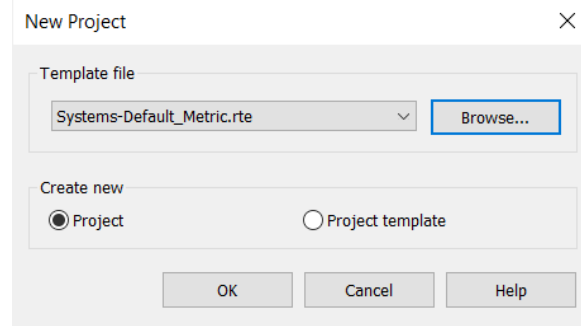 New Project
Template file
Systems-Default_Metric.rte
Browse...
Create new
Project
Project template
OK
Cancel
Help